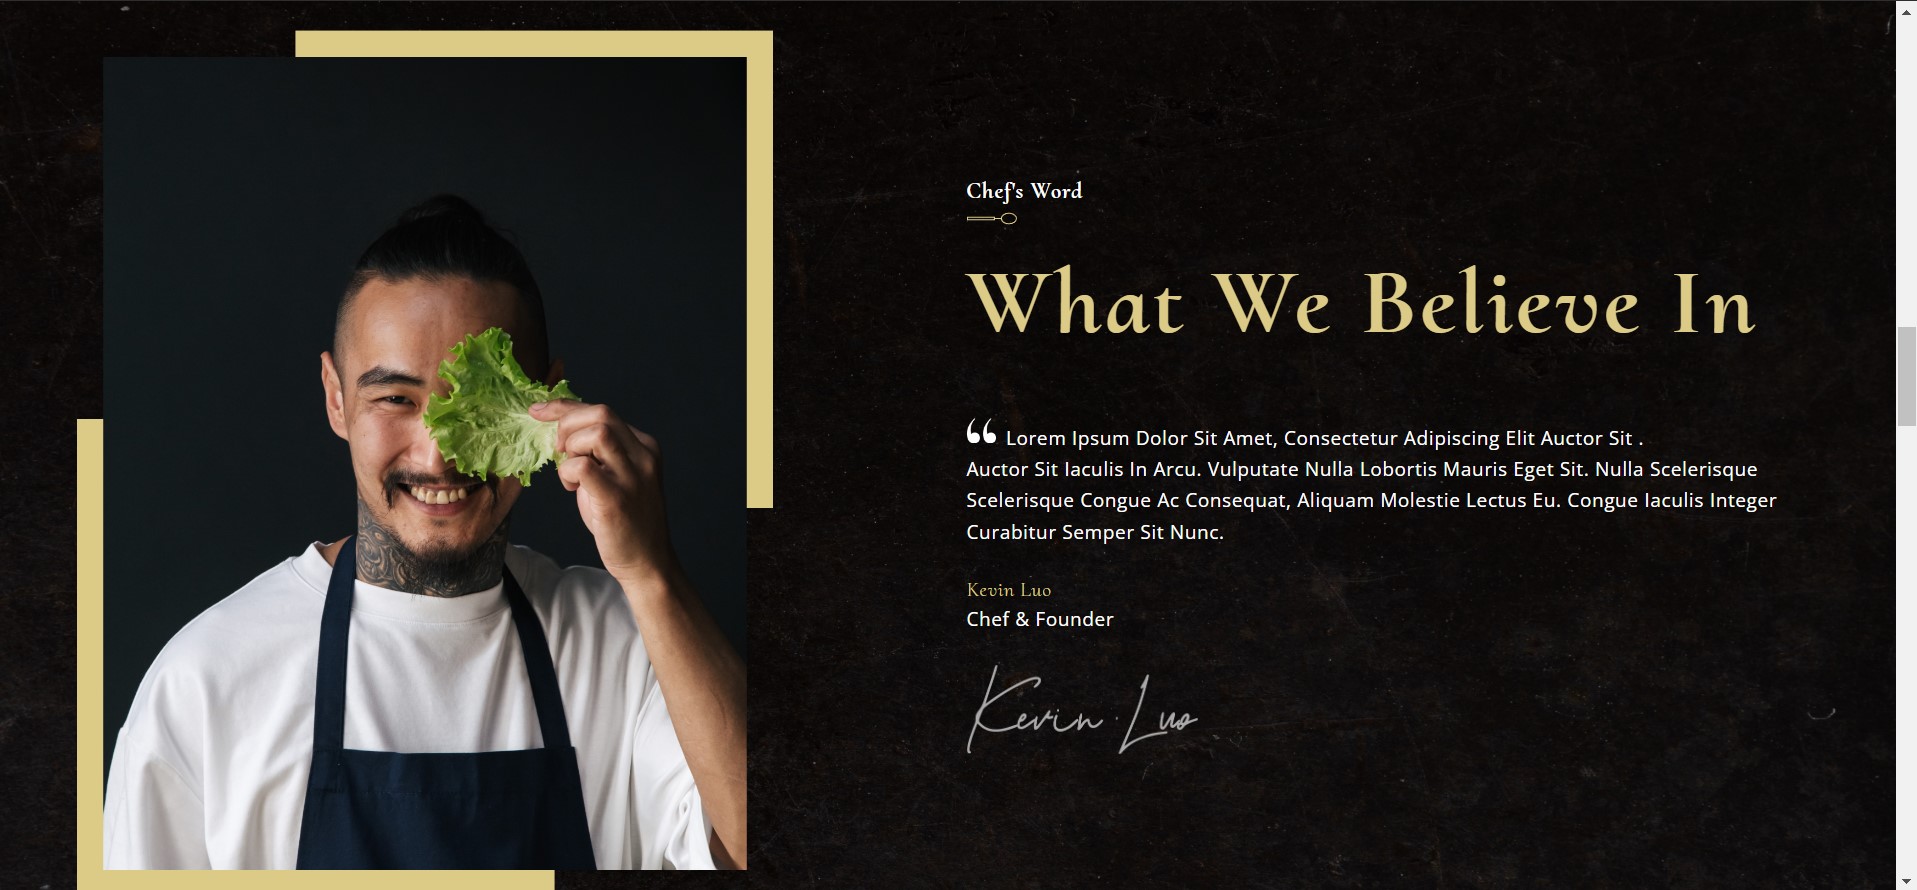 Chef's Word
What We Believe In
“ Lorem Ipsum Dolor Sit Amet, Consectetur Adipiscing Elit Auctor Sit .
Auctor Sit Iaculis In Arcu. Vulputate Nulla Lobortis Mauris Eget Sit. Nulla Scelerisque
Scelerisque Congue Ac Consequat, Aliquam Molestie Lectus Eu. Congue Iaculis Integer
Curabitur Semper Sit Nunc.
Kevin Luo
Chef & Founder
Kevin Luo